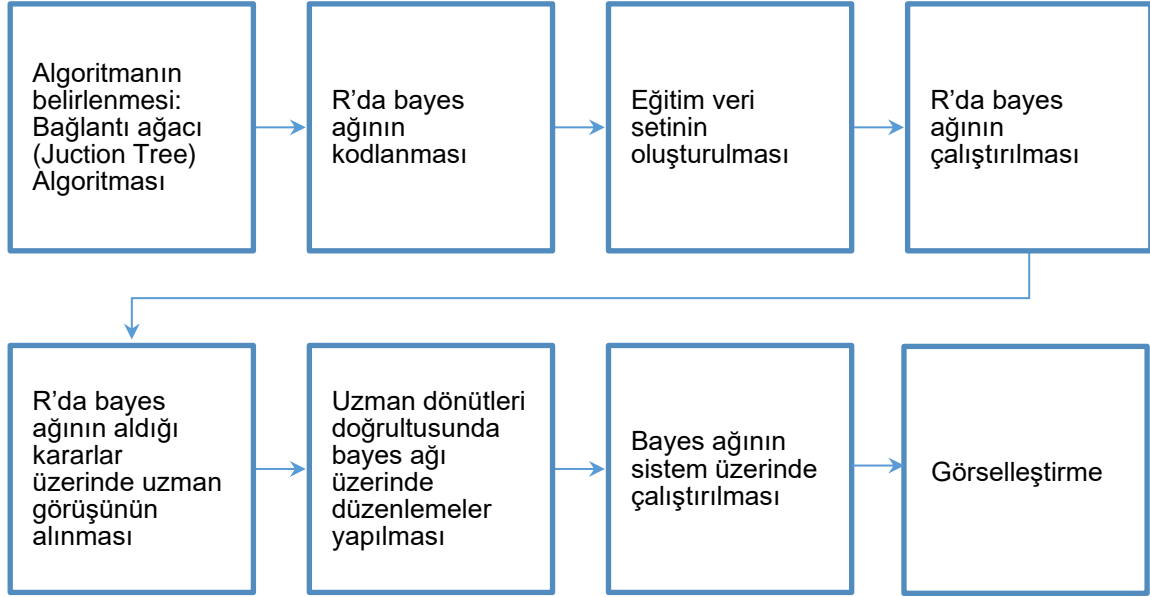 Algoritmanın
belirlenmesi:
Bağlantı ağacı
(Juction Tree)
Algoritması
R’da bayes
ağının
kodlanması
Eğitim veri
setinin
oluşturulması
R’da bayes
ağının
çalıştırılması
R’da bayes
ağının aldığı
kararlar
üzerinde uzman
görüşünün
alınması
Uzman dönütleri
doğrultusunda
bayes ağı
üzerinde
düzenlemeler
yapılması
Bayes ağının
sistem üzerinde
çalıştırılması
Görselleştirme